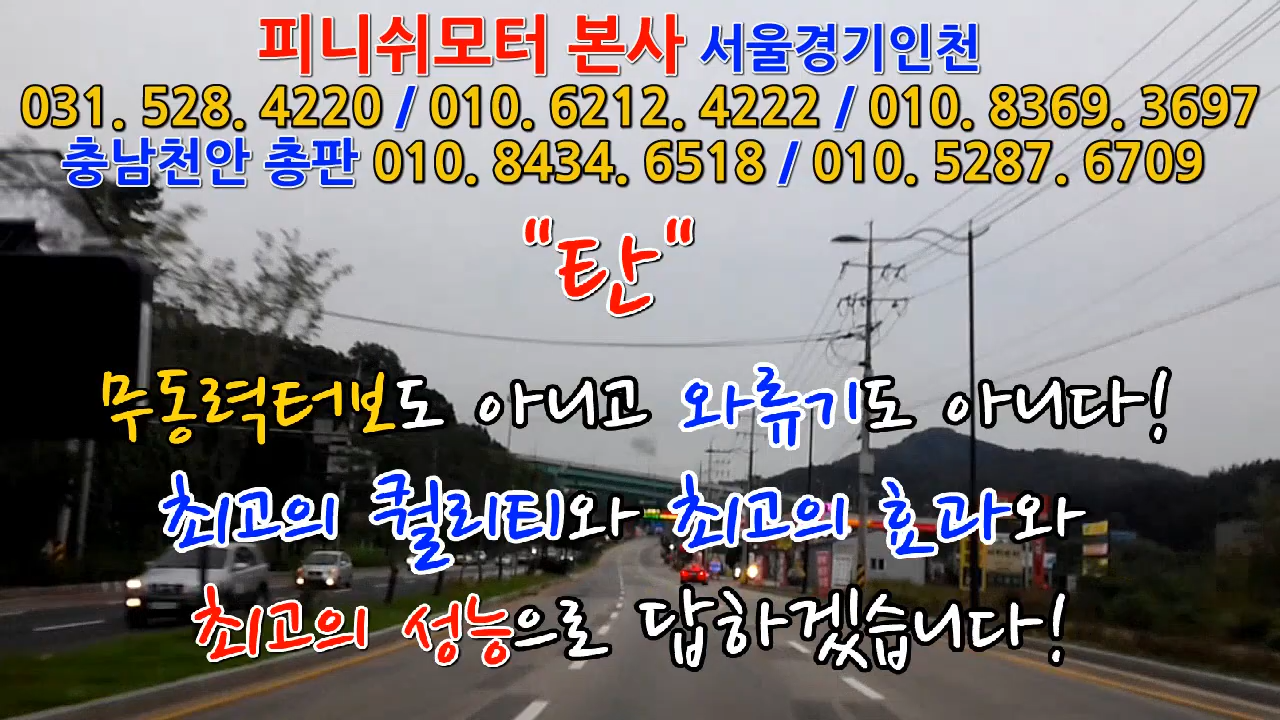 피니쉬모터 본사 서울경기인천
031. 528. 4220 / 010. 6212. 4222 / 010. 8369. 3697
충남천안 총판 010. 8434. 6518 / 010. 5287. 6709
"탄"
무동력터보도 아니고 와류기도 아니다!
최고의 퀄리티와 최고의 효과와
최고의 성능으로 답하겠습니다!